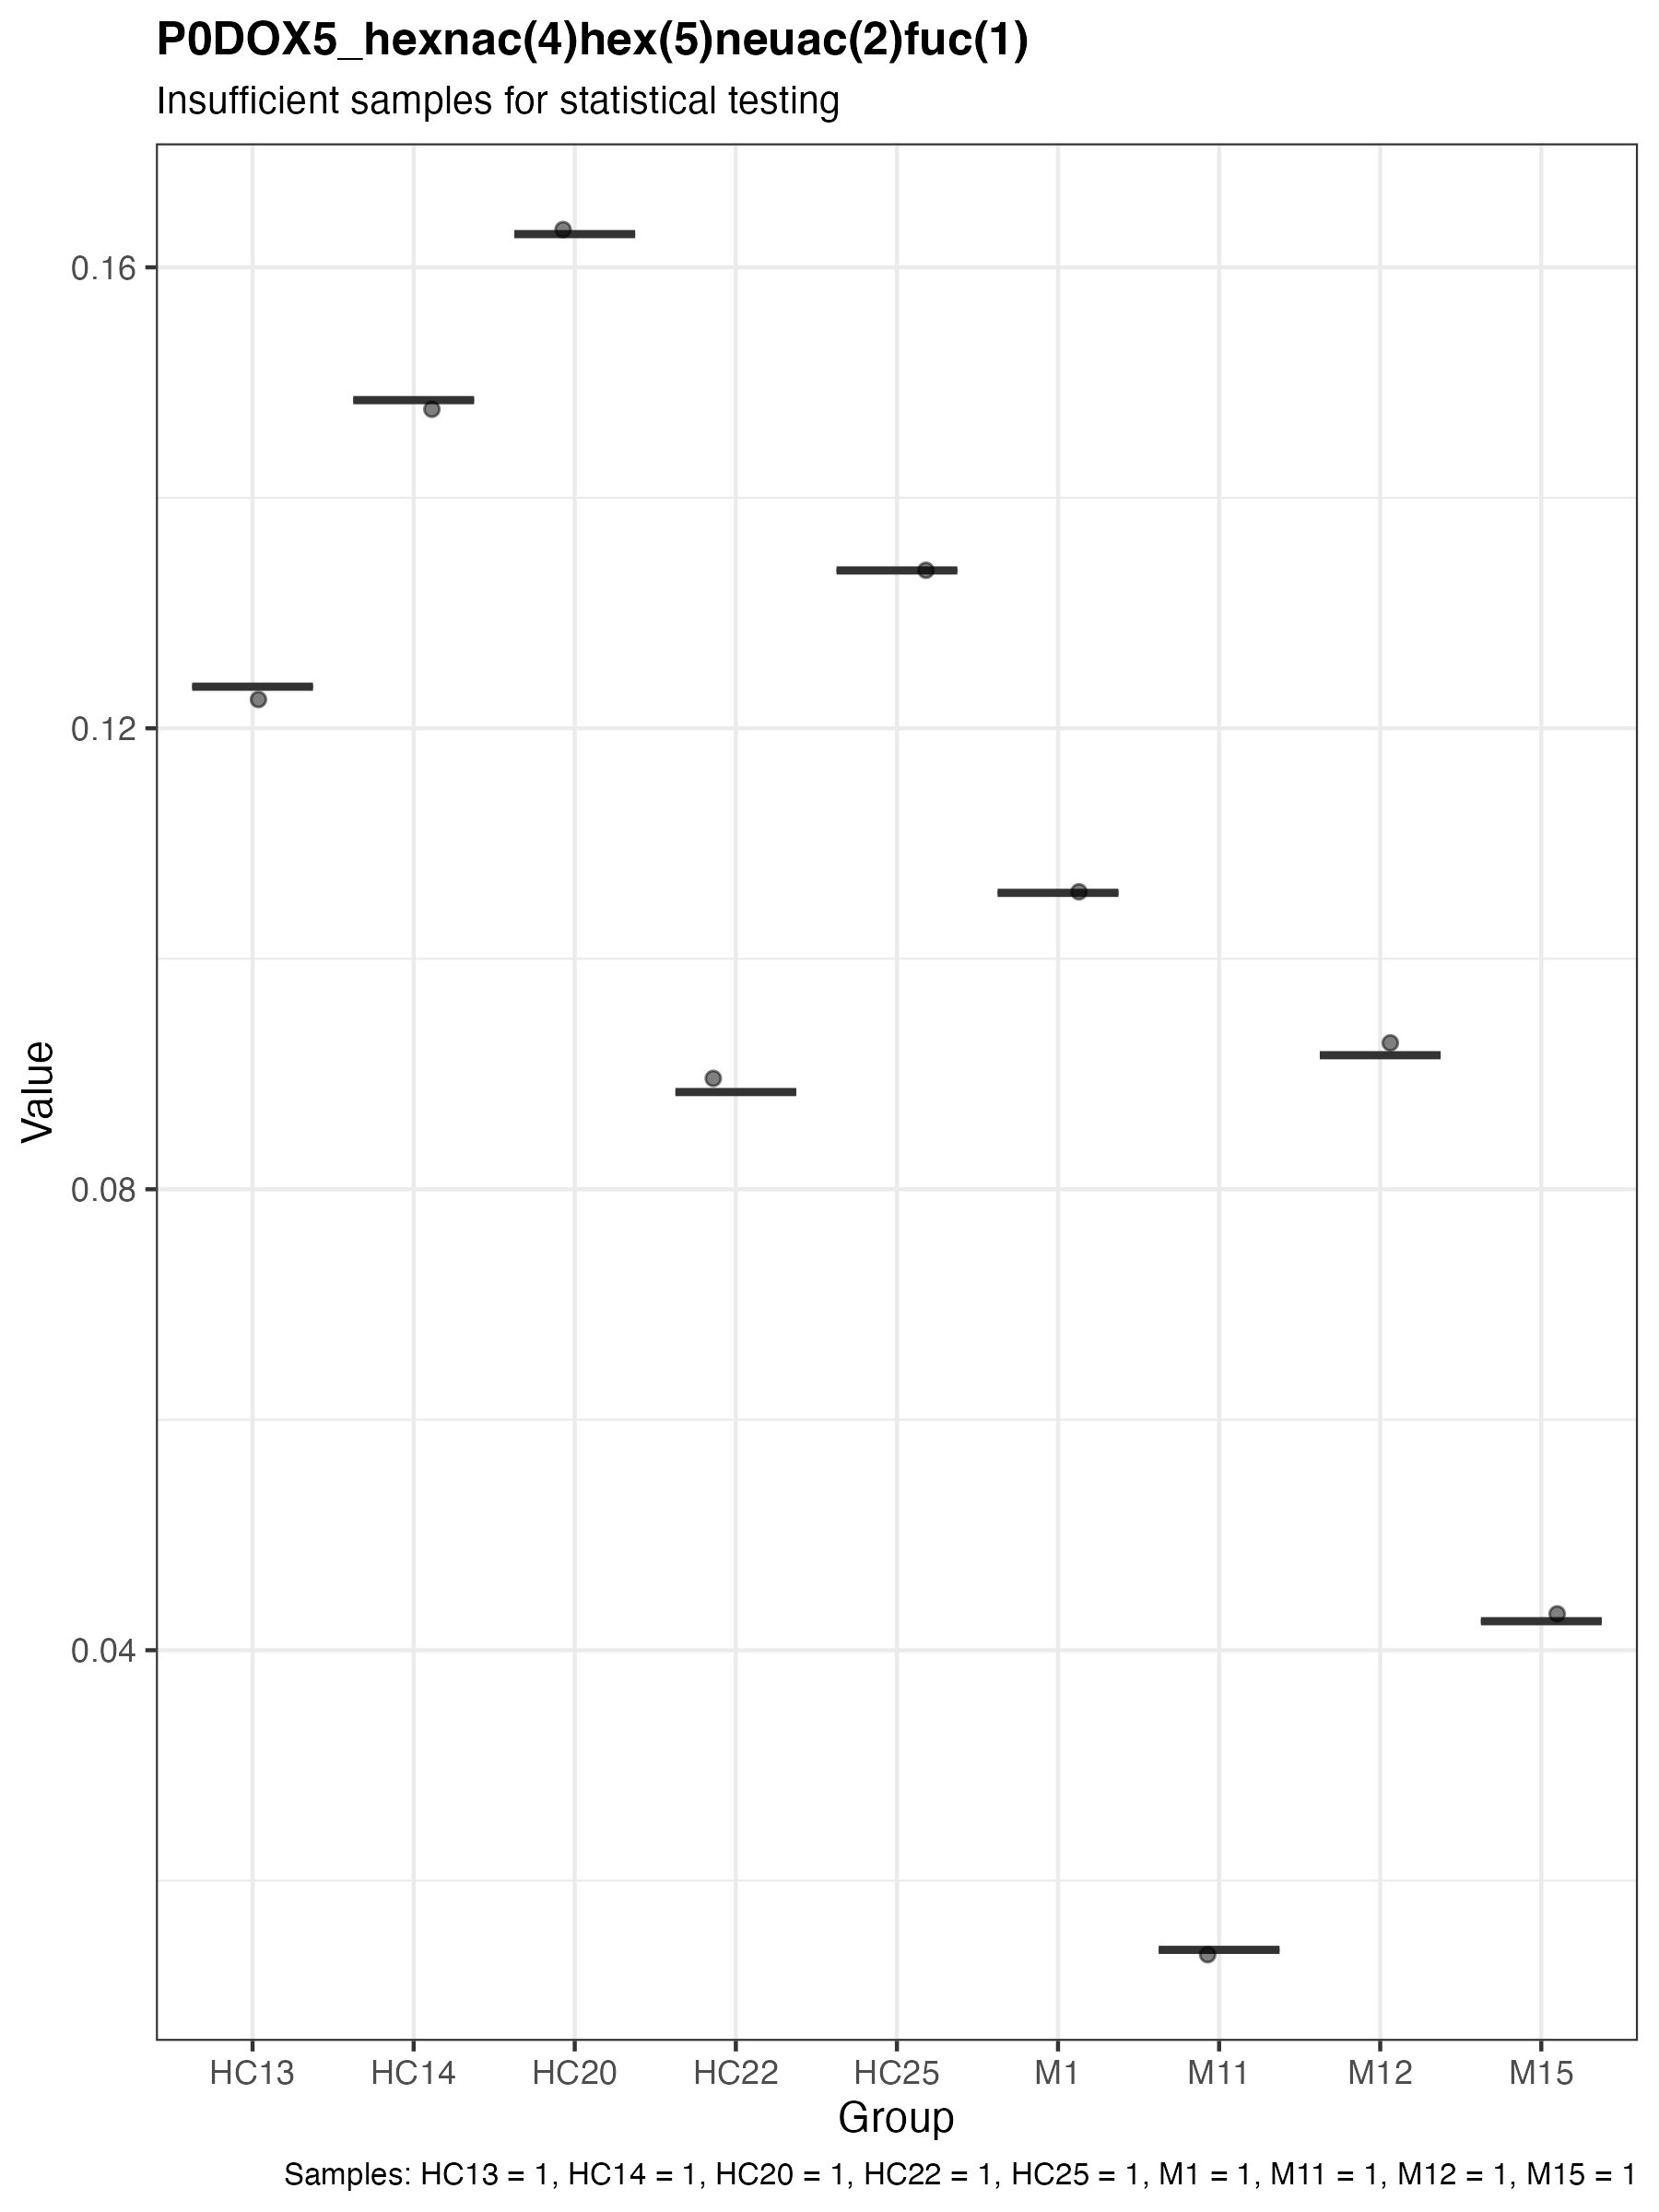 P0DOX5_hexnac(4)hex(5)neuac(2)fuc(1)
Insufficient samples for statistical testing
0.16
0.12
0.08
0.04
Value
HC13 HC14 HC20 HC22 HC25 M1 M11 M12 M15
Group
Samples: HC13 = 1, HC14 = 1, HC20 = 1, HC22 = 1, HC25 = 1, M1 = 1, M11 = 1, M12 = 1, M15 = 1